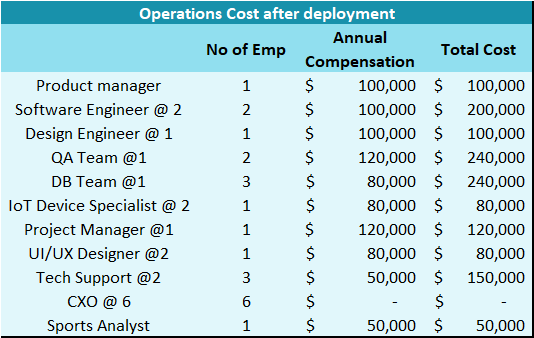 Operations Cost after deployment
No of Emp Annual Compensation Total Cost
Product manager 1 $ 100,000 $ 100,000
Software Engineer @ 2 2 $ 100,000 $ 200,000
Design Engineer @ 1 1 $ 100,000 $ 100,000
QA Team @1 2 $ 120,000 $ 240,000
DB Team @1 3 $ 80,000 $ 240,000
IoT Device Specialist @ 2 1 $ 80,000 $ 80,000
Project Manager @1 1 $ 120,000 $ 120,000
UI/UX Designer @2 1 $ 80,000 $ 80,000
Tech Support @2 3 $ 50,000 $ 150,000
CXO @ 6 6 $ - $ -
Sports Analyst 1 $ 50,000 $ 50,000